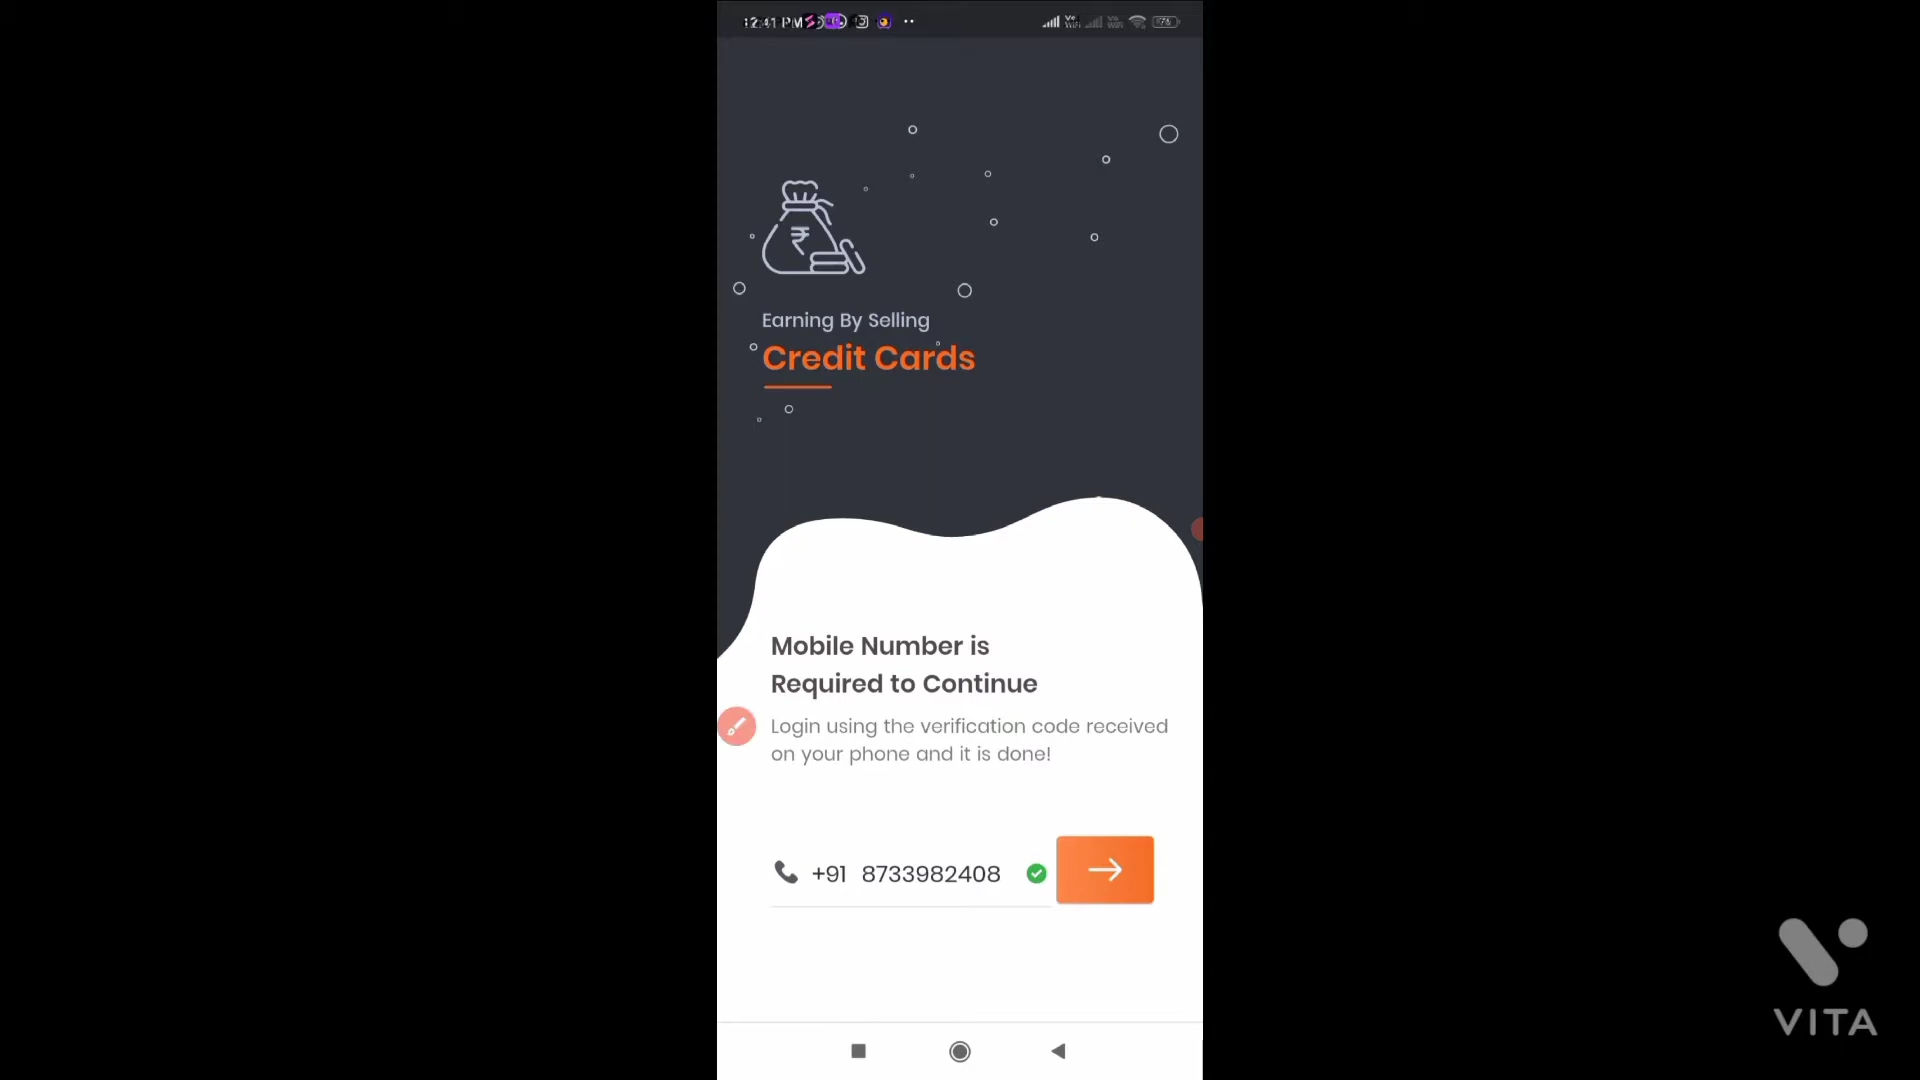 12:41 PM
76
₹
Earning By Selling
Credit Cards
Mobile Number is
Required to Continue
Login using the verification code received
on your phone and it is done!
+91 8733982408
VITA